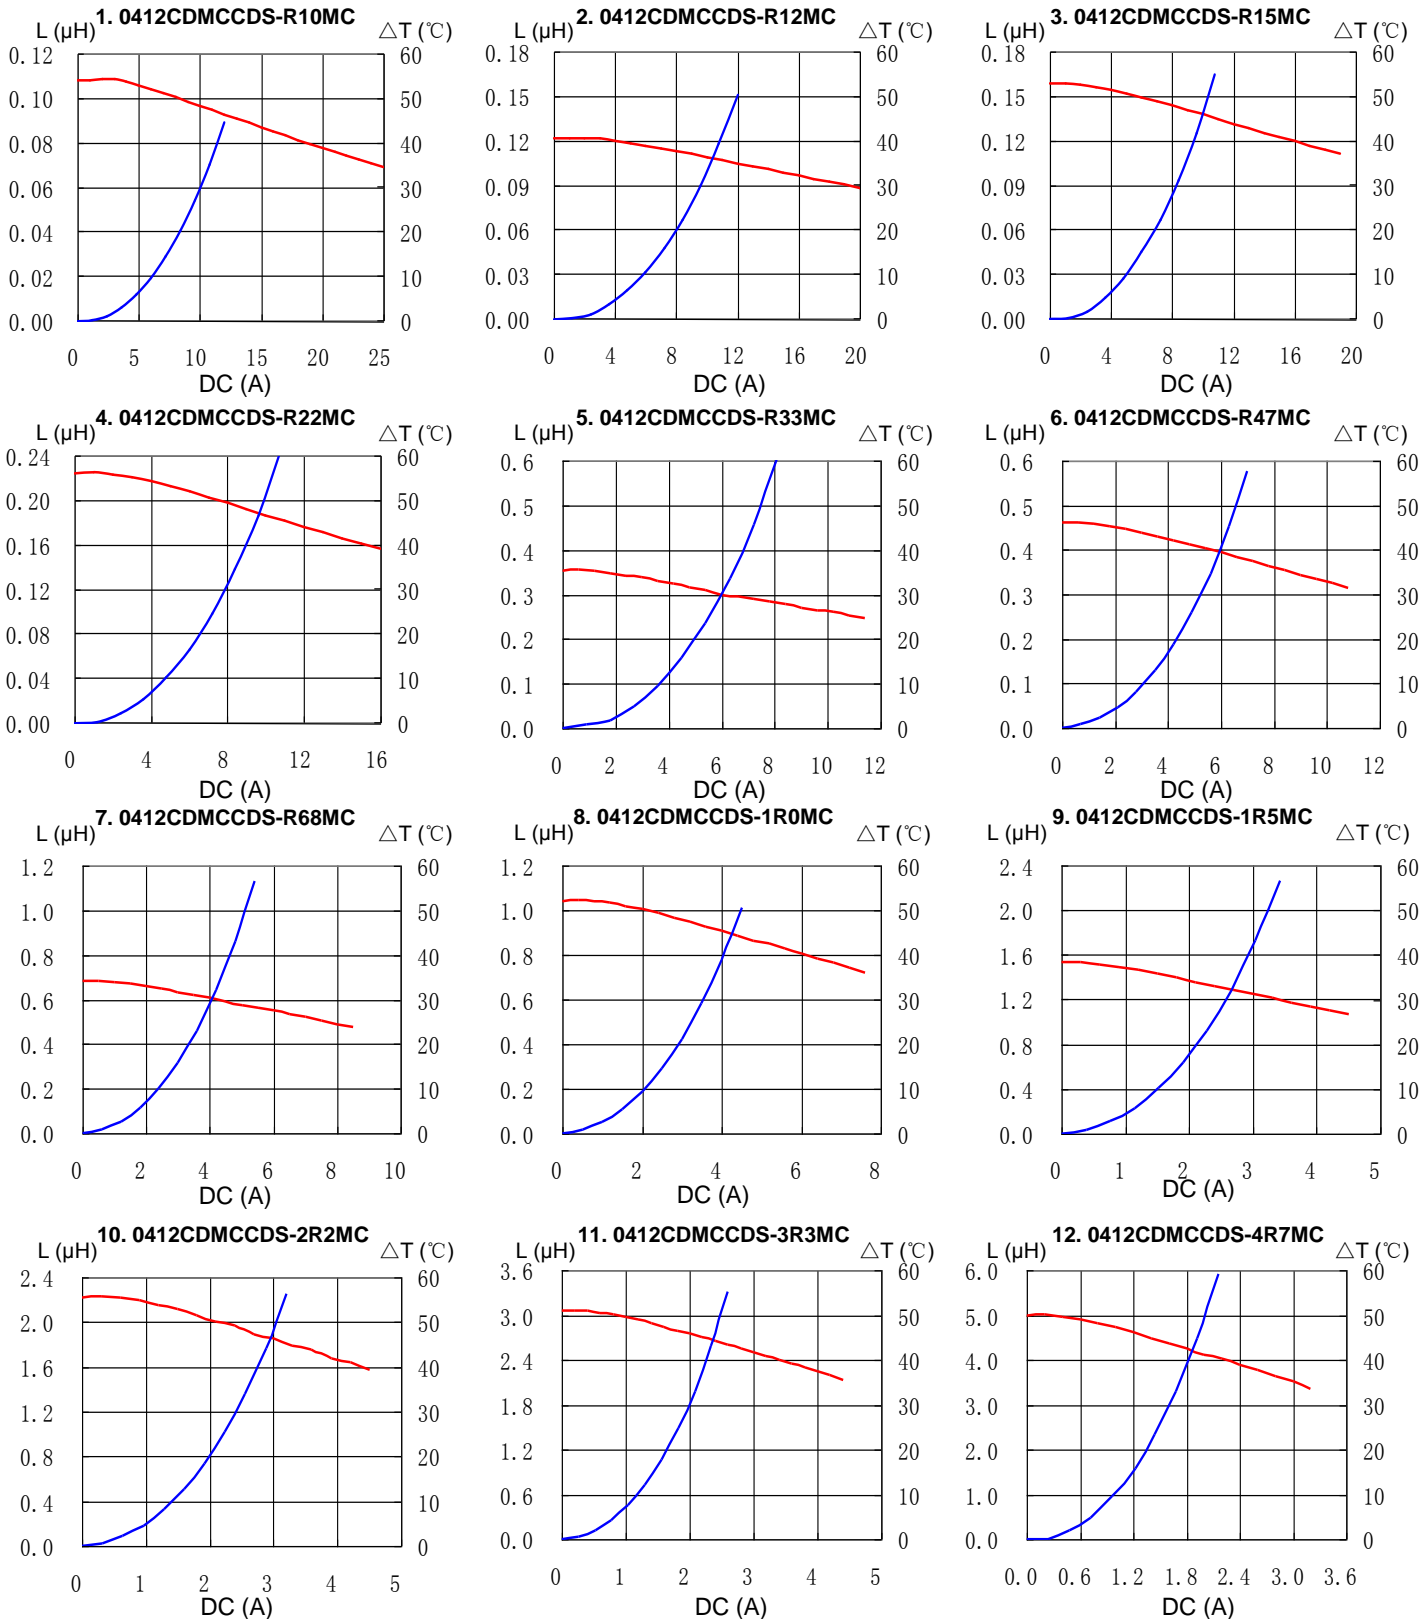 1. 0412CDMCCDS-R10MC
L (μH) △T (℃)
0.12 60
0.10 50
0.08 40
0.06 30
0.04 20
0.02 10
0.00 0
0 5 10 15 20 25
DC (A)
2. 0412CDMCCDS-R12MC
L (μH) △T (℃)
0.18 60
0.15 50
0.12 40
0.09 30
0.06 20
0.03 10
0.00 0
0 4 8 12 16 20
DC (A)
3. 0412CDMCCDS-R15MC
L (μH) △T (℃)
0.18 60
0.15 50
0.12 40
0.09 30
0.06 20
0.03 10
0.00 0
0 4 8 12 16 20
DC (A)
4. 0412CDMCCDS-R22MC
L (μH) △T (℃)
0.24 60
0.20 50
0.16 40
0.12 30
0.08 20
0.04 10
0.00 0
0 4 8 12 16
DC (A)
5. 0412CDMCCDS-R33MC
L (μH) △T (℃)
0.6 60
0.5 50
0.4 40
0.3 30
0.2 20
0.1 10
0.0 0
0 2 4 6 8 10 12
DC (A)
6. 0412CDMCCDS-R47MC
L (μH) △T (℃)
0.6 60
0.5 50
0.4 40
0.3 30
0.2 20
0.1 10
0.0 0
0 2 4 6 8 10 12
DC (A)
7. 0412CDMCCDS-R68MC
L (μH) △T (℃)
1.2 60
1.0 50
0.8 40
0.6 30
0.4 20
0.2 10
0.0 0
0 2 4 6 8 10
DC (A)
8. 0412CDMCCDS-1R0MC
L (μH) △T (℃)
1.2 60
1.0 50
0.8 40
0.6 30
0.4 20
0.2 10
0.0 0
0 2 4 6 8
DC (A)
9. 0412CDMCCDS-1R5MC
L (μH) △T (℃)
2.4 60
2.0 50
1.6 40
1.2 30
0.8 20
0.4 10
0.0 0
0 1 2 3 4 5
DC (A)
10. 0412CDMCCDS-2R2MC
L (μH) △T (℃)
2.4 60
2.0 50
1.6 40
1.2 30
0.8 20
0.4 10
0.0 0
0 1 2 3 4 5
DC (A)
11. 0412CDMCCDS-3R3MC
L (μH) △T (℃)
3.6 60
3.0 50
2.4 40
1.8 30
1.2 20
0.6 10
0.0 0
0 1 2 3 4 5
DC (A)
12. 0412CDMCCDS-4R7MC
L (μH) △T (℃)
6.0 60
5.0 50
4.0 40
3.0 30
2.0 20
1.0 10
0.0 0
0.0 0.6 1.2 1.8 2.4 3.0 3.6
DC (A)